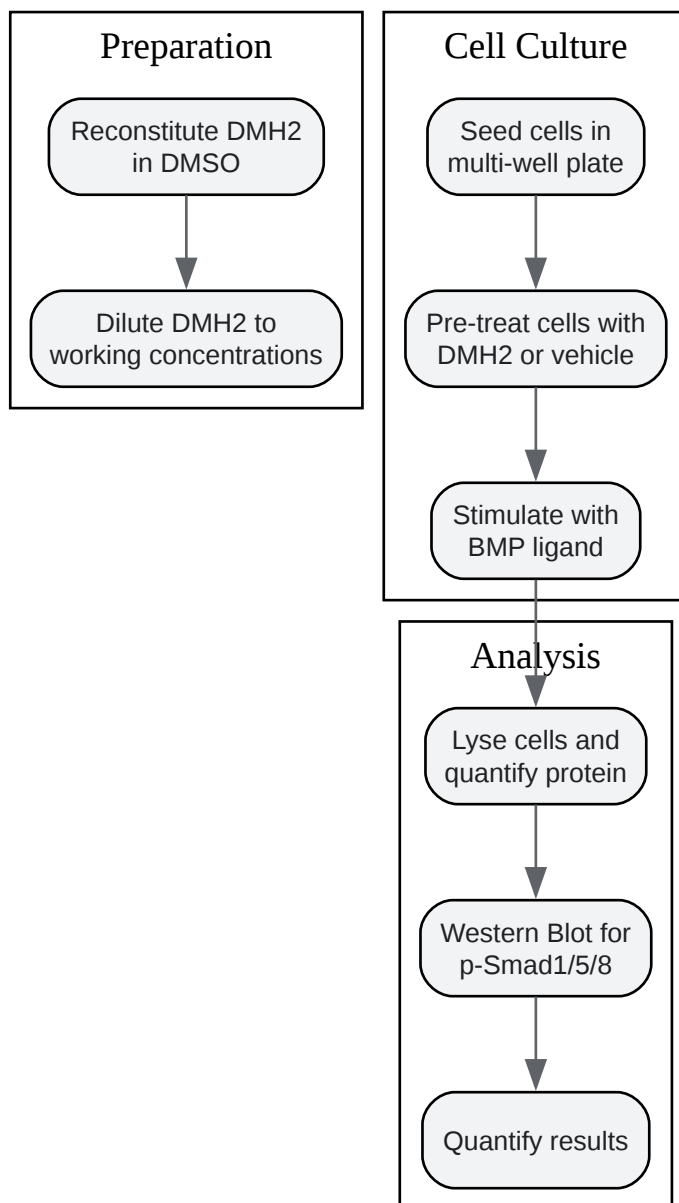 Preparation
Reconstitute DMH2
in DMSO
Dilute DMH2 to
working concentrations
Cell Culture
Seed cells in
multi-well plate
Pre-treat cells with
DMH2 or vehicle
Stimulate with
BMP ligand
Analysis
Lyse cells and
quantify protein
Western Blot for
p-Smad1/5/8
Quantify results